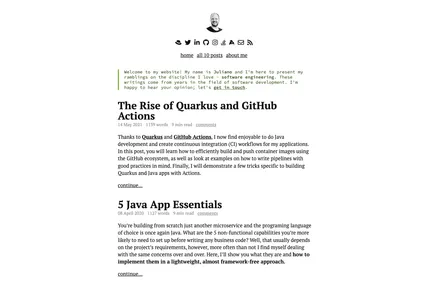 home all 10 posts about me
Welcome to my website! My name is Juliano and I'm here to present my
ramblings on the discipline I love - software engineering. These
writings come from years in the field of software development. I'm
happy to hear your opinion; let's get in touch.
The Rise of Quarkus and GitHub
Actions
14 May 2020 1759 words 9 min read comments
Thanks to Quarkus and GitHub Actions, I now find enjoyable to do Java
development and create continuous integration (CI) workflows for my applications.
In this post, you will learn how to efficiently build and push container images using
the GitHub ecosystem, as well as look at examples on how to write pipelines with
good practices in mind. Finally, I will demonstrate a few tricks specific to building
Quarkus and Java apps with Actions.
continue...
5 Java App Essentials
08 April 2020 words min read comments
You're building from scratch just another microservice and the programing language
of choice is once again Java. What are the 5 non-functional capabilities you're more
likely to need to set up before writing any business code? Well, that usually depends
on the project's requirements, however, more often than not I find myself dealing
with the same concerns over and over. Here, I'll show you what they are and how to
implement them in a lightweight, almost framework-free approach.
continue...